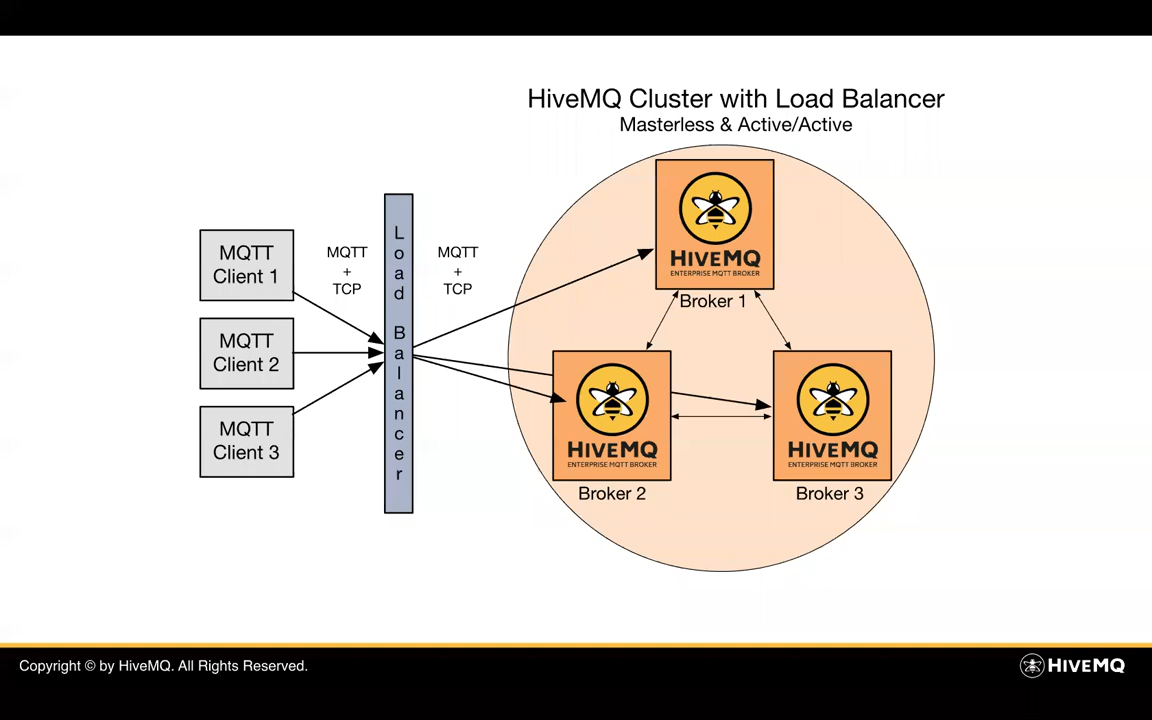 HiveMQ Cluster with Load Balancer
Masterless & Active/Active
MQTT
Client 1
MQTT
Client 2
MQTT
Client 3
MQTT
+
TCP
Load Balancer
MQTT
+
TCP
HIVEMQ
ENTERPRISE MQTT BROKER
Broker 1
HIVEMQ
ENTERPRISE MQTT BROKER
Broker 2
HIVEMQ
ENTERPRISE MQTT BROKER
Broker 3
Copyright © by HiveMQ. All Rights Reserved.
HIVEMQ